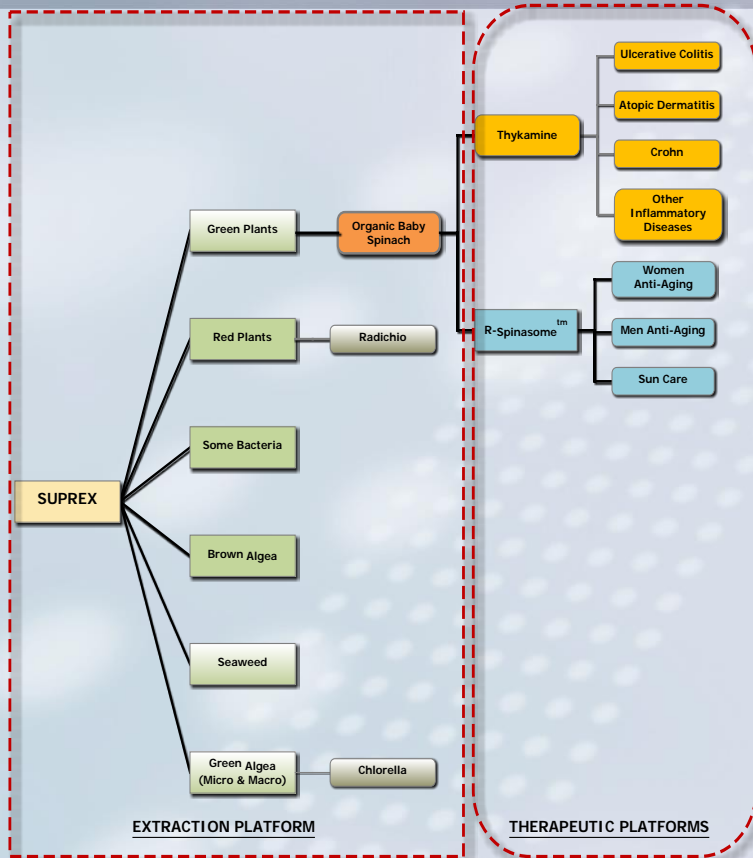 Ulcerative Colitis
Atopic Dermatitis
Thykamine
Crohn
Other
Inflammatory
Diseases
Green Plants
Organic Baby
Spinach
Women
Anti-Aging
R-Spinasome tm
Men Anti-Aging
Sun Care
Red Plants
Radichio
Some Bacteria
SUPREX
Brown Algea
Seaweed
Green Algea
(Micro & Macro)
Chlorella
EXTRACTION PLATFORM
THERAPEUTIC PLATFORMS